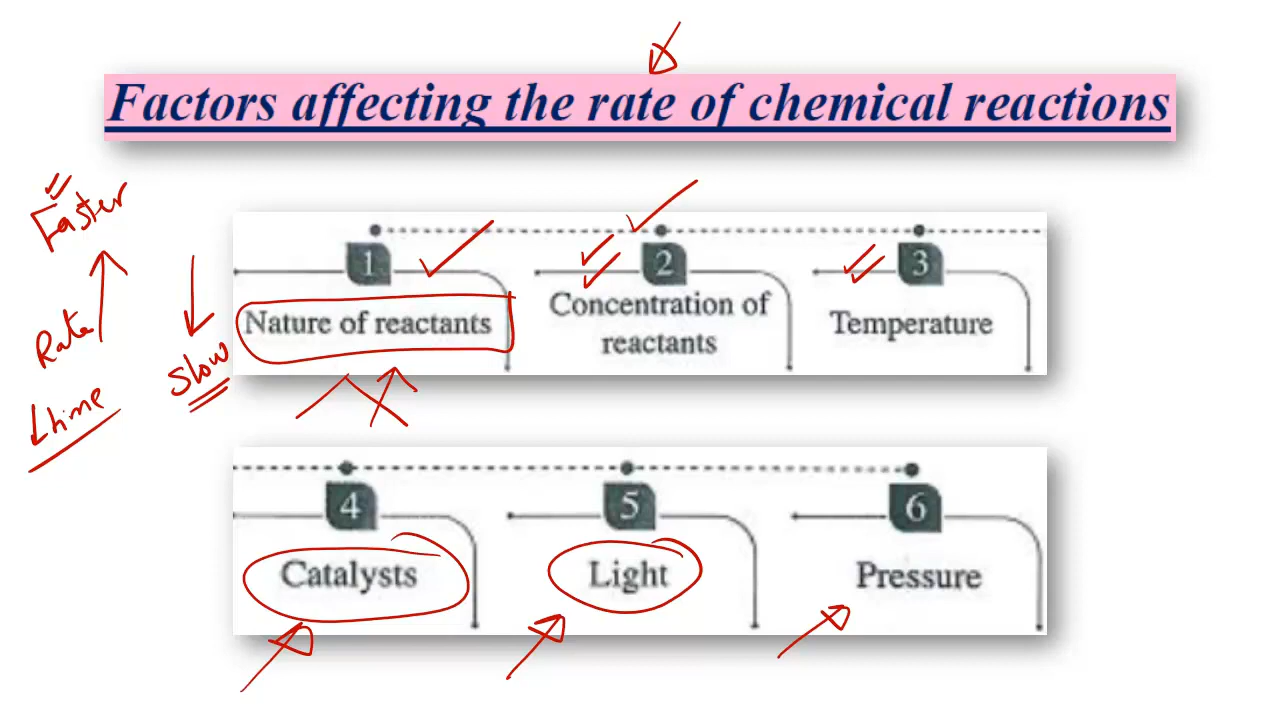 Factors affecting the rate of chemical reactions
Faster
Rate
time
Slow
1
Nature of reactants
2
Concentration of
reactants
3
Temperature
4
Catalysts
5
Light
6
Pressure